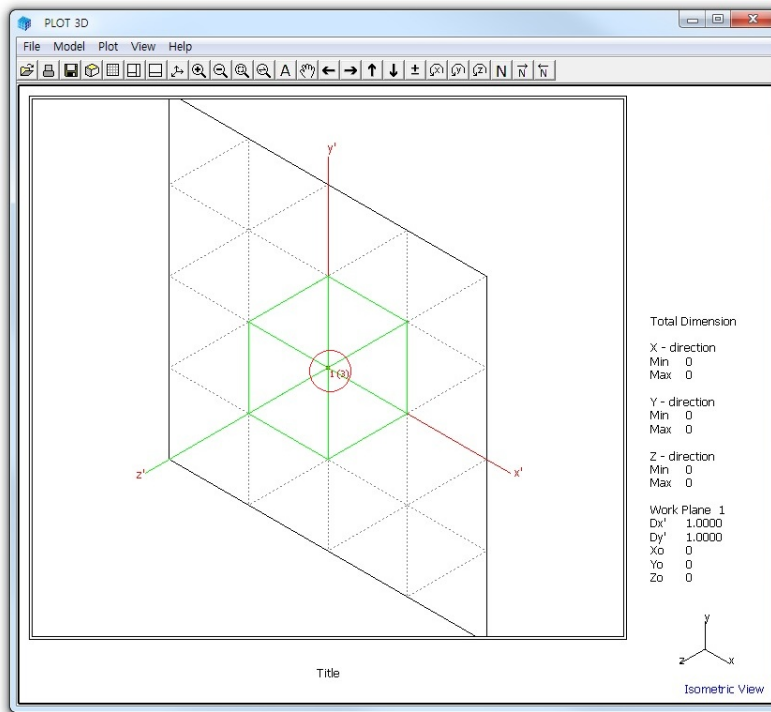 PLOT 3D
File Model Plot View Help
A ± x y z N N N
y'
1 (3)
z'
x'
Total Dimension
X - direction
Min 0
Max 0
Y - direction
Min 0
Max 0
Z - direction
Min 0
Max 0
Work Plane 1
Dx' 1.0000
Dy' 1.0000
Xo 0
Yo 0
Zo 0
y
z x
Title
Isometric View